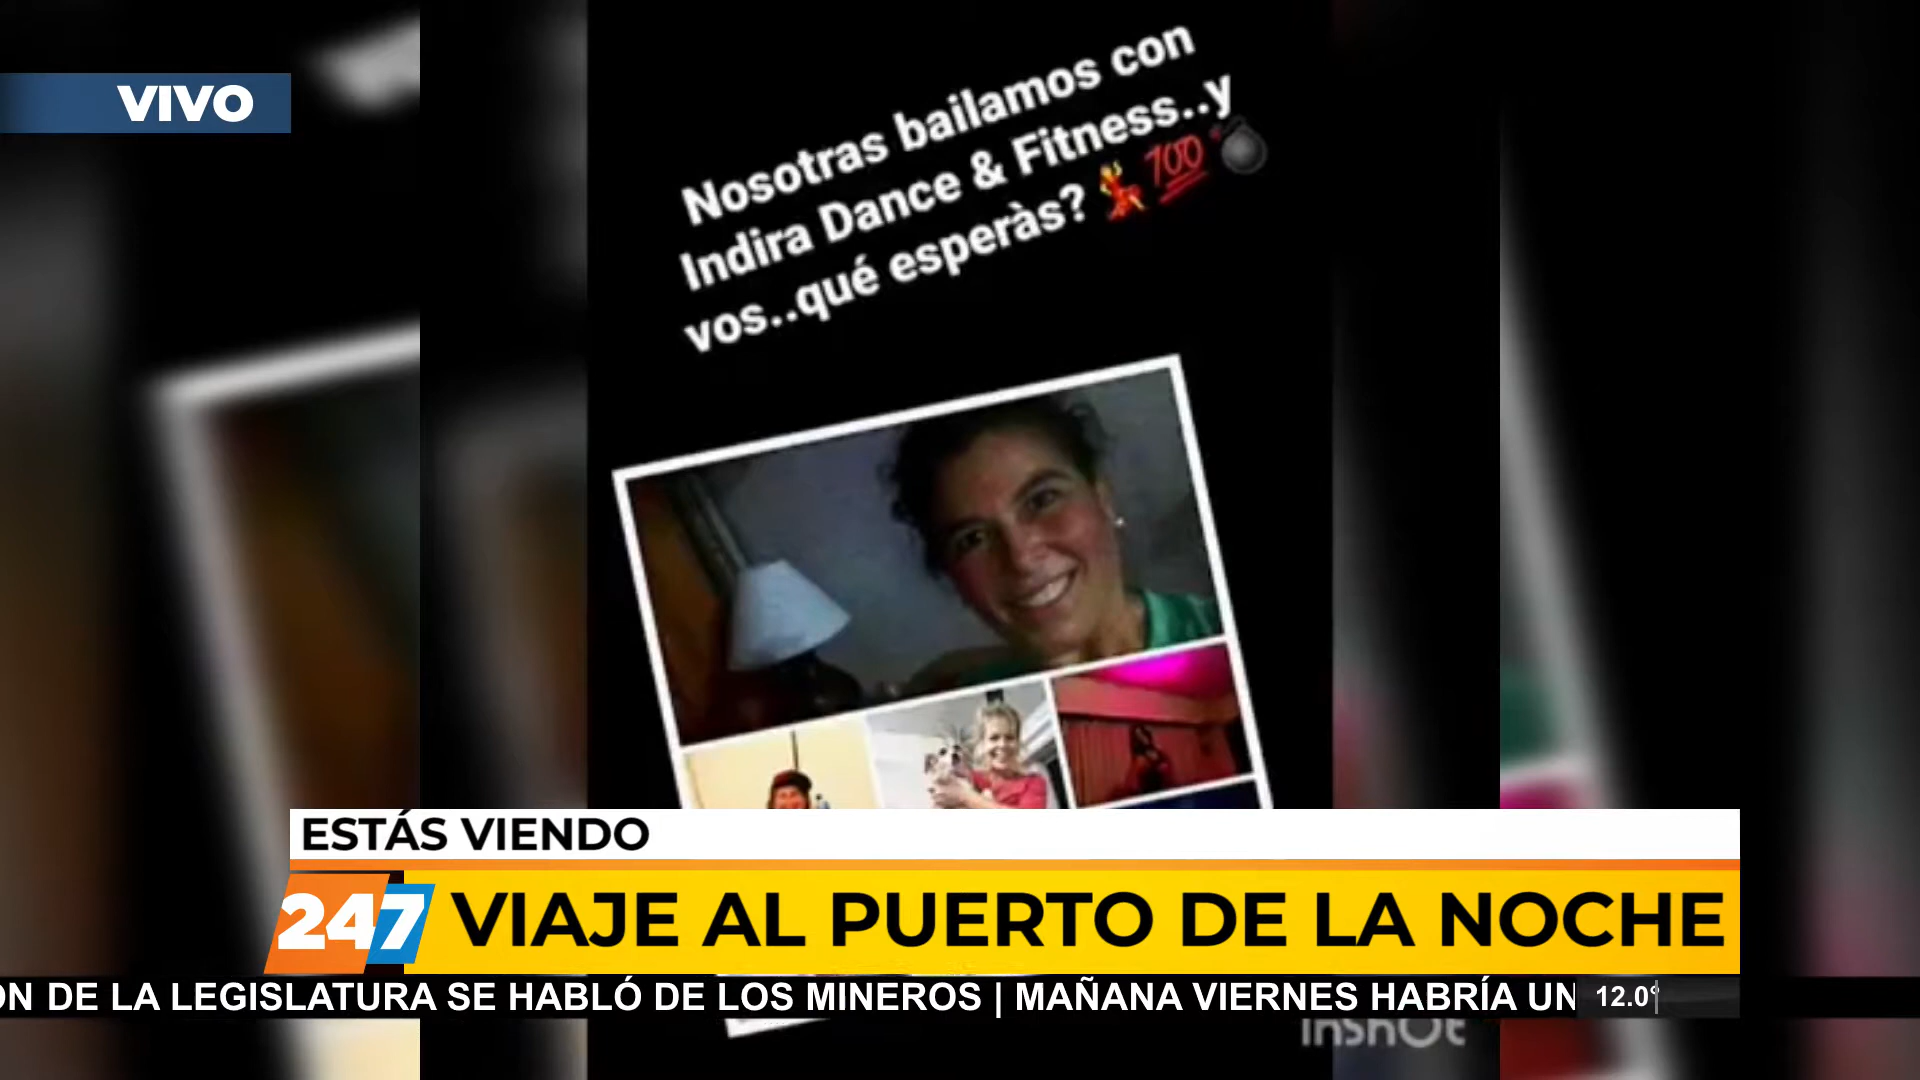 VIVO
Nosotras bailamos con
Indira Dance & Fitness..y
vos..qué esperàs? 💃💯💣
ESTÁS VIENDO
247 VIAJE AL PUERTO DE LA NOCHE
ÓN DE LA LEGISLATURA SE HABLÓ DE LOS MINEROS | MAÑANA VIERNES HABRÍA UN 12.0°
InShOt